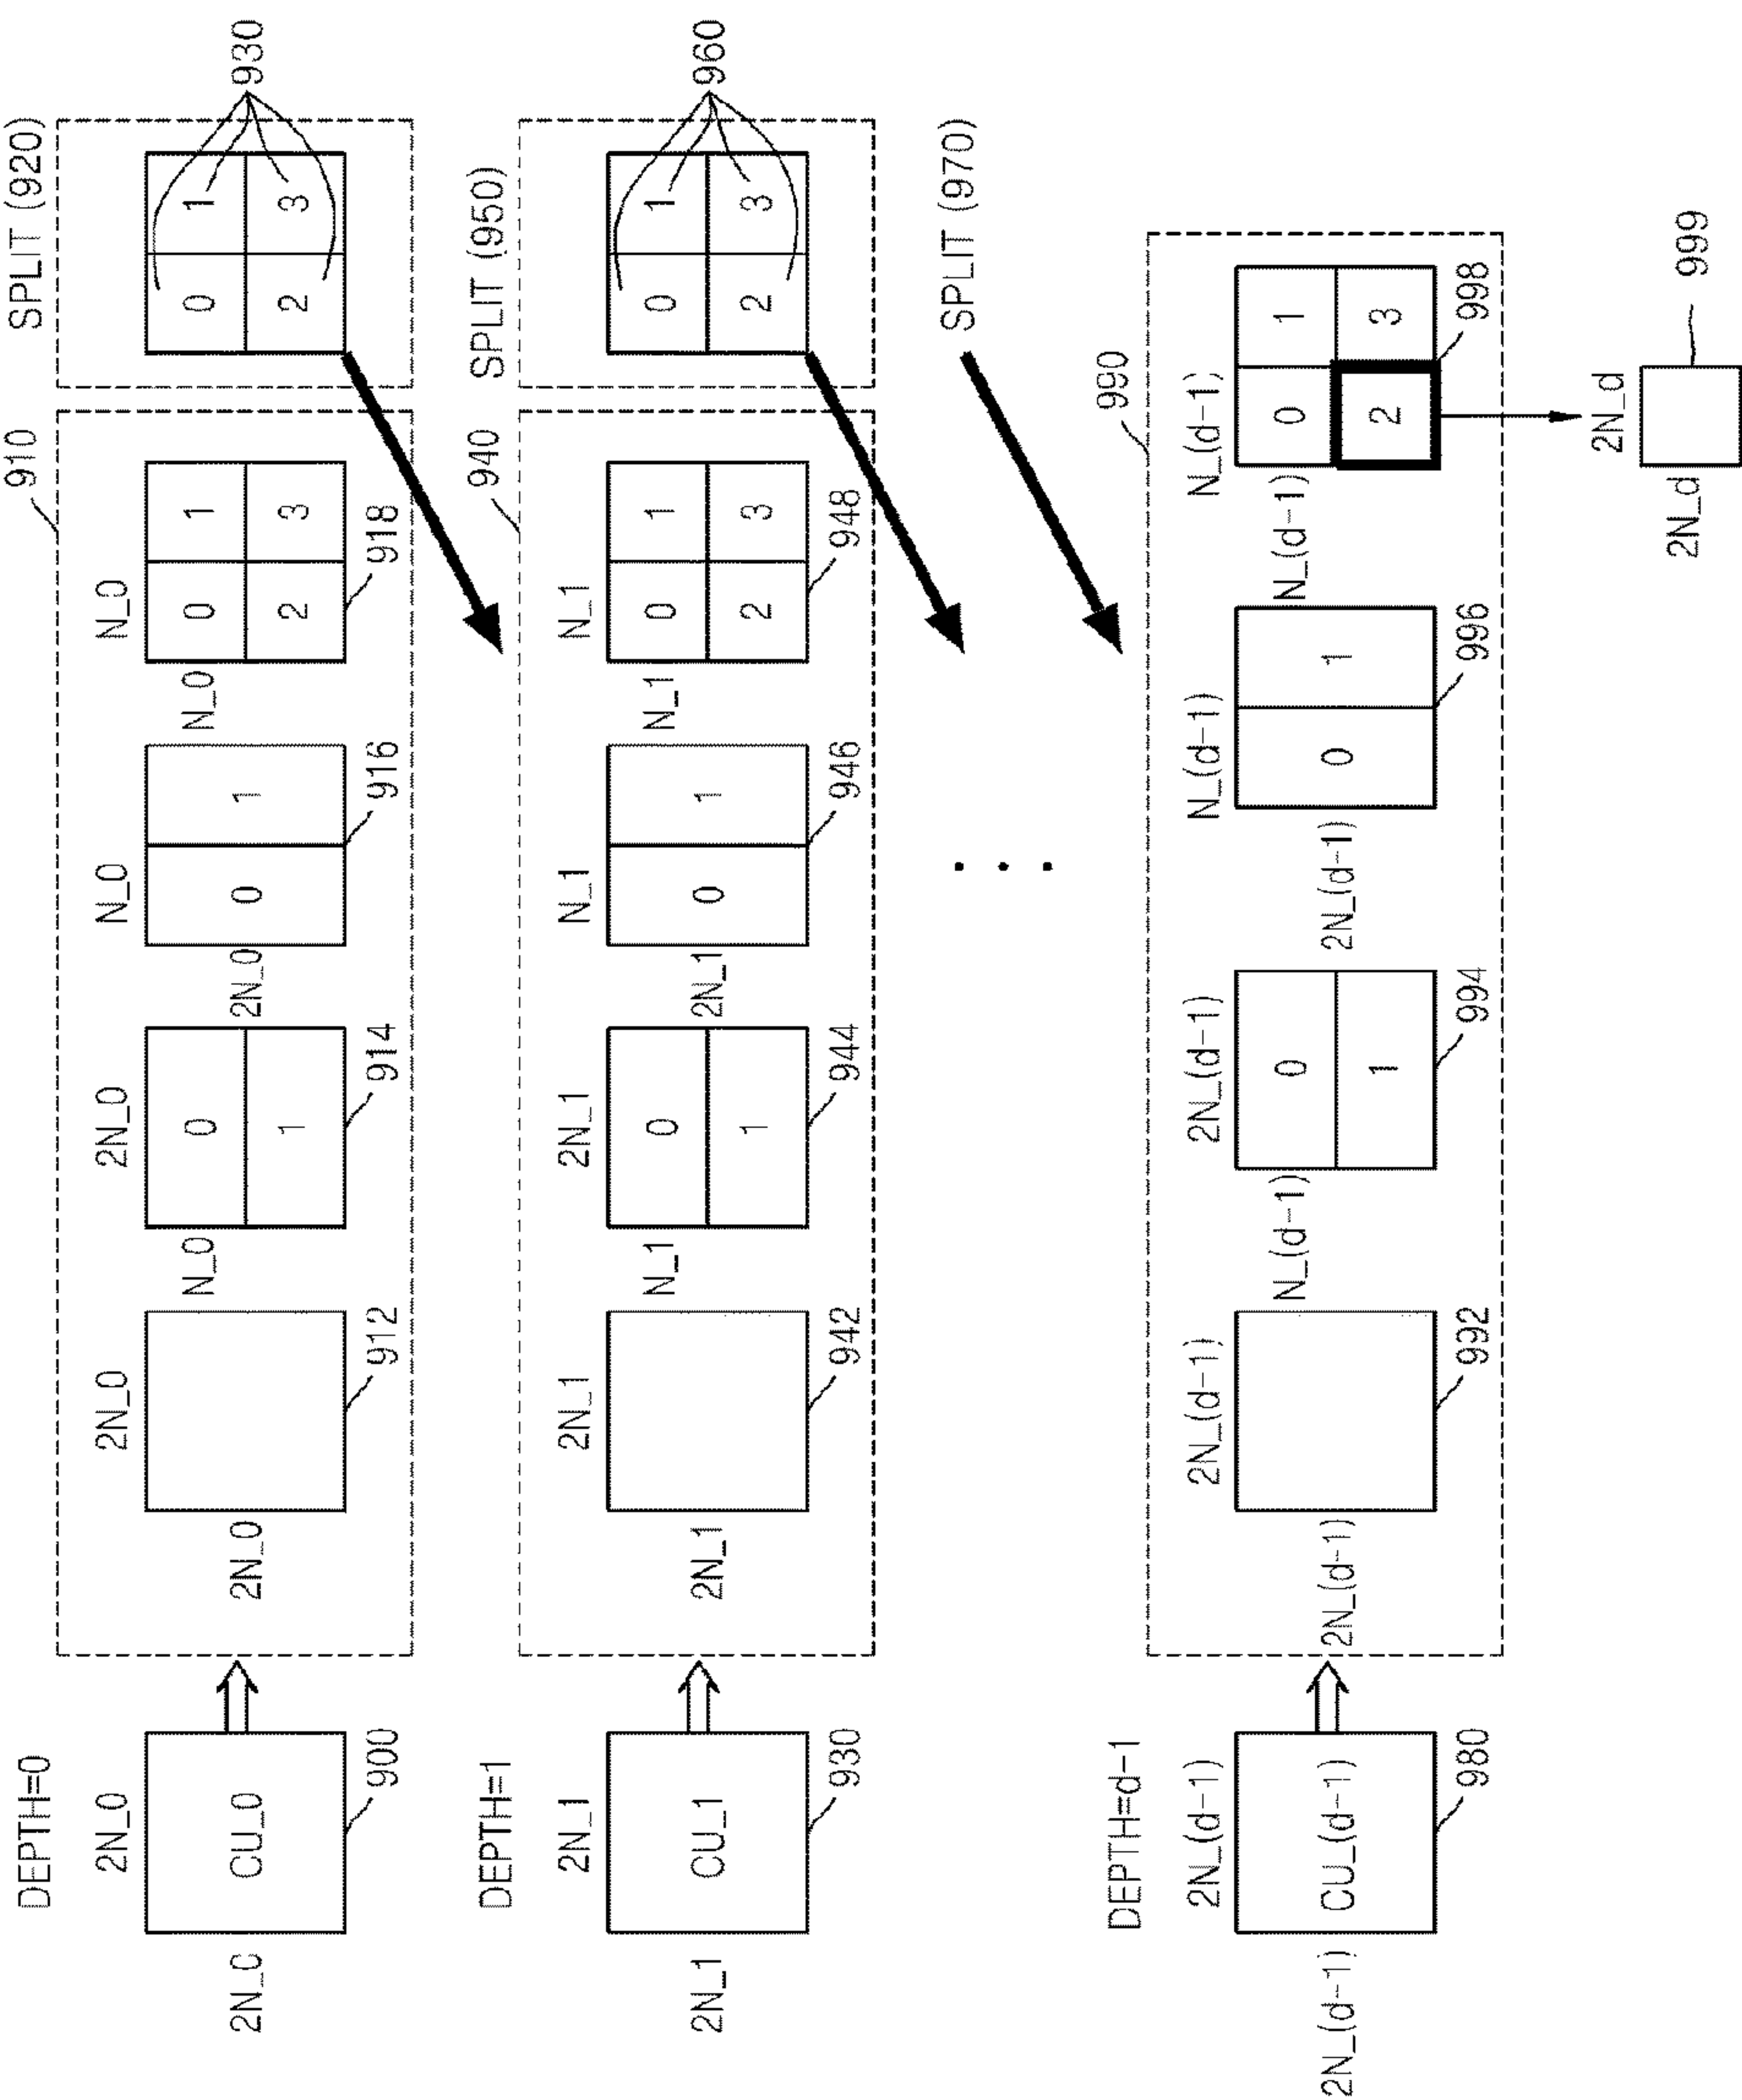 DEPTH=0
2N_0
2N_0
CU_0
900
910
2N_0
2N_0
912
2N_0
N_0
0
1
914
N_0
2N_0
0 1
916
N_0
N_0
0 1
2 3
918
SPLIT (920)
0 1
2 3
930
DEPTH=1
2N_1
2N_1
CU_1
930
940
2N_1
2N_1
942
2N_1
N_1
0
1
944
N_1
2N_1
0 1
946
N_1
N_1
0 1
2 3
948
SPLIT (950)
0 1
2 3
960
SPLIT (970)
DEPTH=d-1
2N_(d-1)
2N_(d-1)
CU_(d-1)
980
990
2N_(d-1)
2N_(d-1)
992
2N_(d-1)
N_(d-1)
0
1
994
N_(d-1)
2N_(d-1)
0 1
996
N_(d-1)
N_(d-1)
0 1
2 3
998
2N_d
2N_d
999